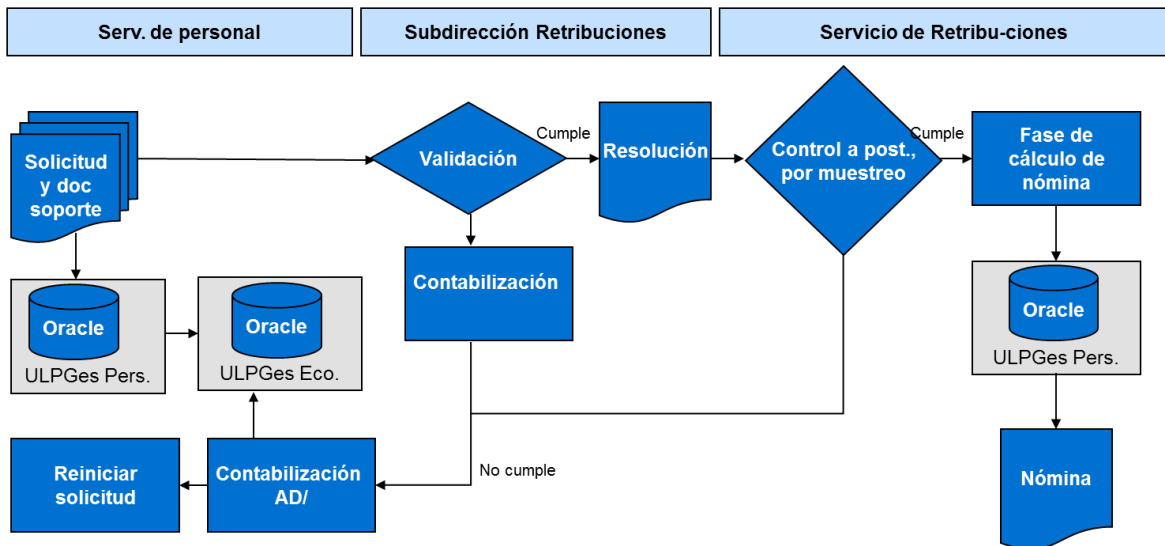 Serv. de personal
Subdirección Retribuciones
Servicio de Retribu-ciones
Solicitud
y doc
soporte
Validación
Cumple
Resolución
Control a post.,
por muestreo
Cumple
Fase de
cálculo de
nómina
Contabilización
Oracle
ULPGes Pers.
Oracle
ULPGes Eco.
Oracle
ULPGes Pers.
Reiniciar
solicitud
Contabilización
AD/
No cumple
Nómina